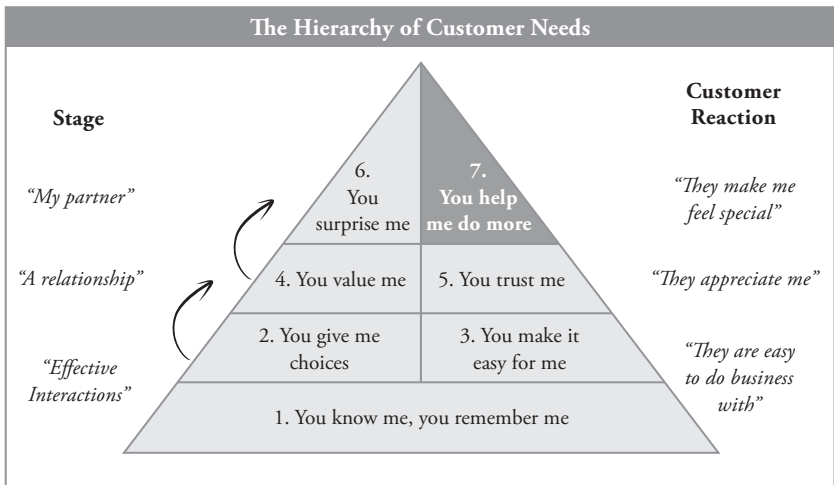 The Hierarchy of Customer Needs
Stage
Customer
Reaction
“My partner”
6.
You
surprise me
7.
You help
me do more
“They make me
feel special”
“A relationship”
4. You value me
5. You trust me
“They appreciate me”
“Effective
Interactions”
2. You give me
choices
3. You make it
easy for me
“They are easy
to do business
with”
1. You know me, you remember me